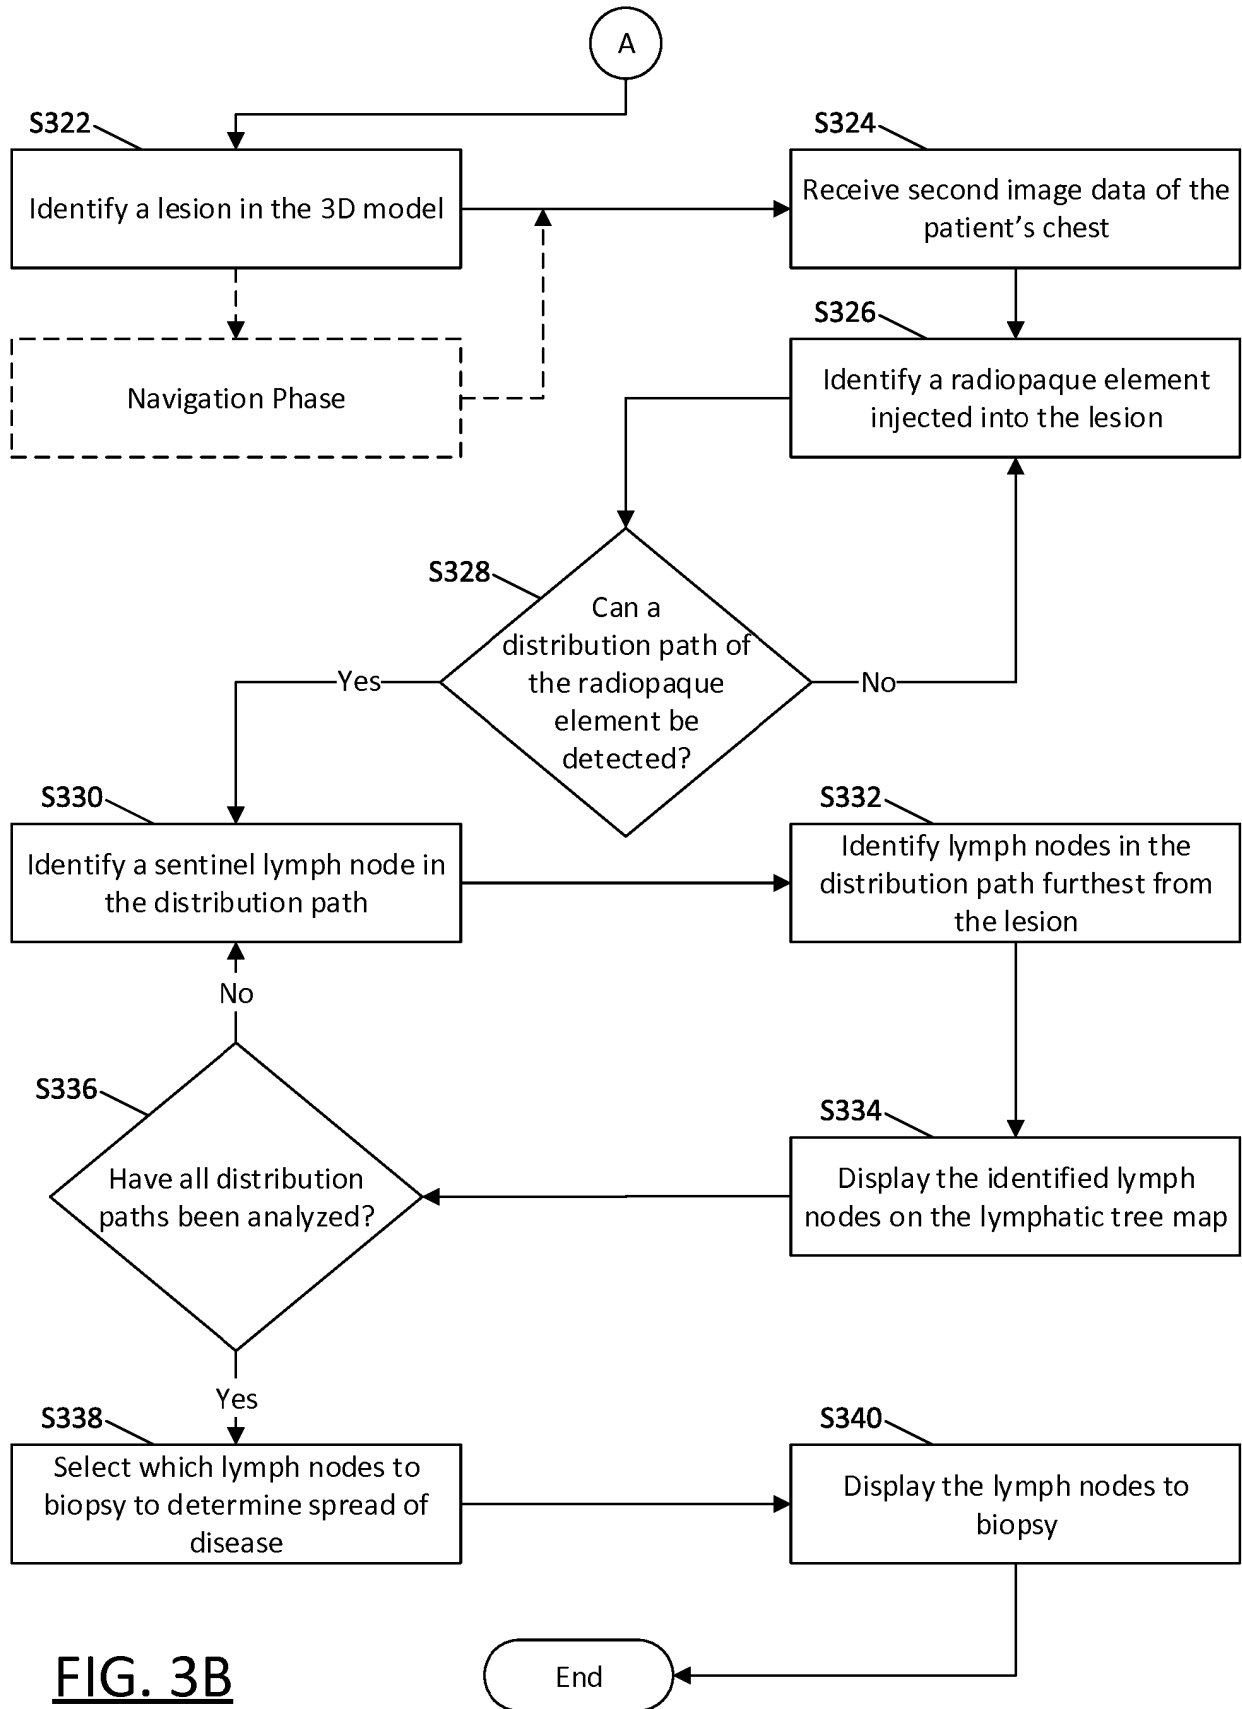 A
S322
Identify a lesion in the 3D model
S324
Receive second image data of the
patient’s chest
Navigation Phase
S326
Identify a radiopaque element
injected into the lesion
S328
Can a
distribution path of
the radiopaque
element be
detected?
Yes
No
S330
Identify a sentinel lymph node in
the distribution path
S332
Identify lymph nodes in the
distribution path furthest from
the lesion
No
S336
Have all distribution
paths been analyzed?
S334
Display the identified lymph
nodes on the lymphatic tree map
Yes
S338
Select which lymph nodes to
biopsy to determine spread of
disease
S340
Display the lymph nodes to
biopsy
FIG. 3B
End